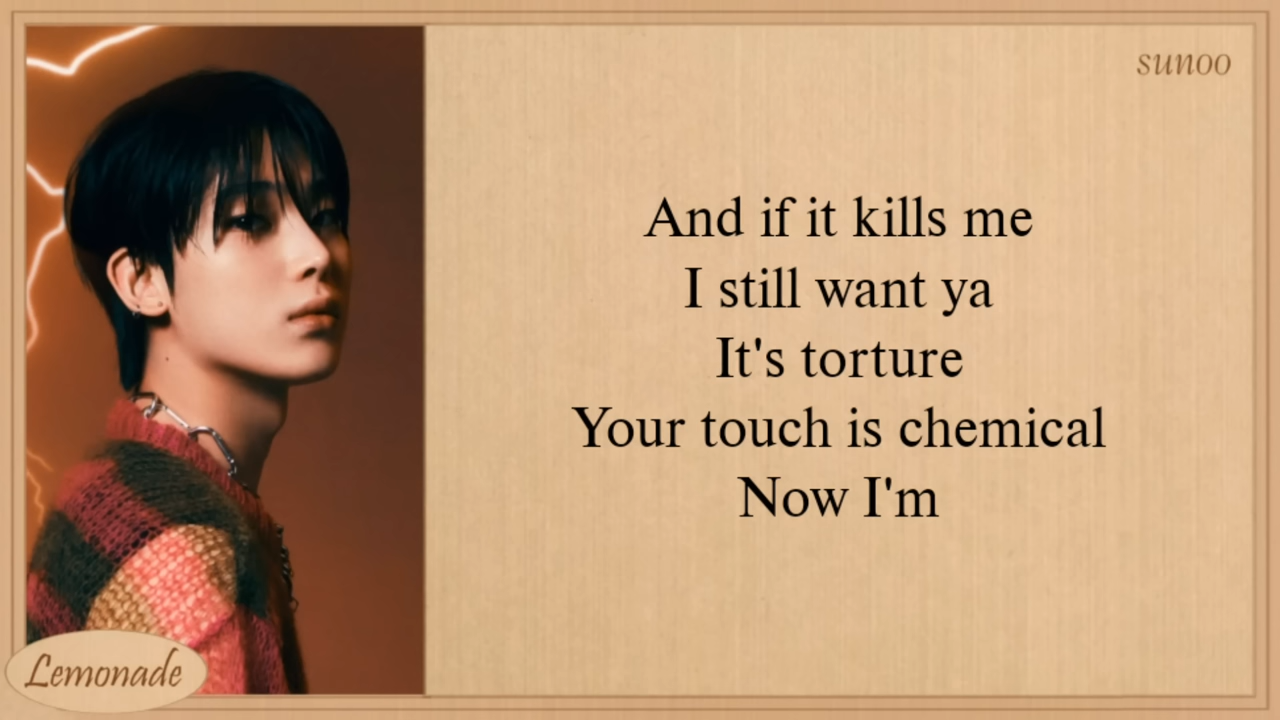 sunoo
And if it kills me
I still want ya
It's torture
Your touch is chemical
Now I'm
Lemonade